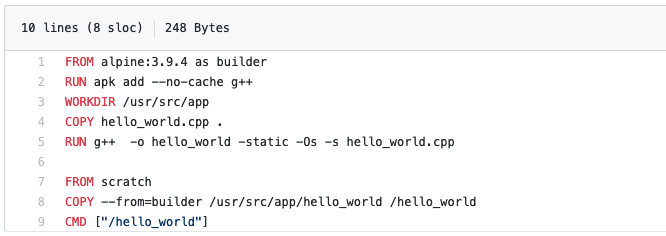 10 lines (8 sloc) 248 Bytes
1 FROM alpine:3.9.4 as builder
2 RUN apk add --no-cache g++
3 WORKDIR /usr/src/app
4 COPY hello_world.cpp .
5 RUN g++  -o hello_world -static -Os -s hello_world.cpp
6
7 FROM scratch
8 COPY --from=builder /usr/src/app/hello_world /hello_world
9 CMD ["/hello_world"]